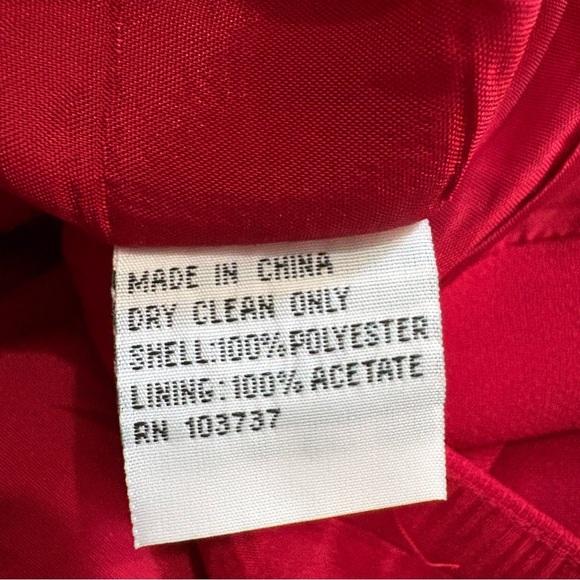 MADE IN CHINA
DRY CLEAN ONLY
SHELL:100%POLYESTER
LINING:100% ACETATE
RN 103737